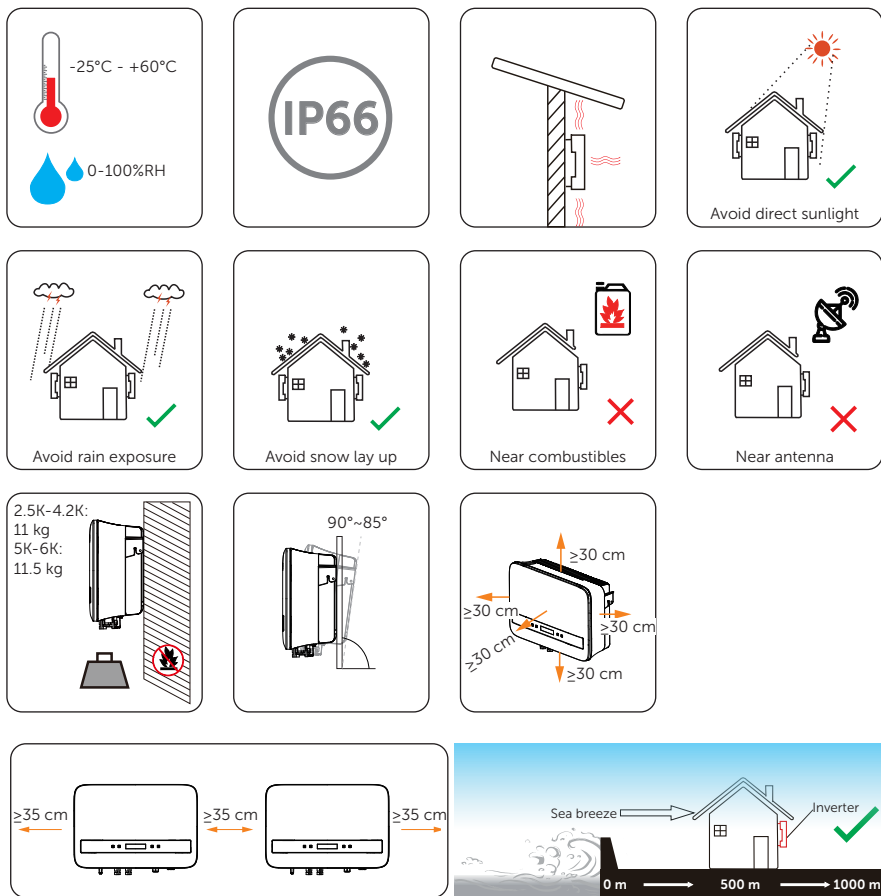 -25°C - +60°C
0-100%RH
IP66
Avoid direct sunlight
Avoid rain exposure
Avoid snow lay up
Near combustibles
Near antenna
2.5K-4.2K:
11 kg
5K-6K:
11.5 kg
90°~85°
≥30 cm
≥30 cm
≥30 cm
≥30 cm
≥30 cm
≥35 cm
≥35 cm
≥35 cm
Sea breeze
Inverter
0 m
500 m
1000 m